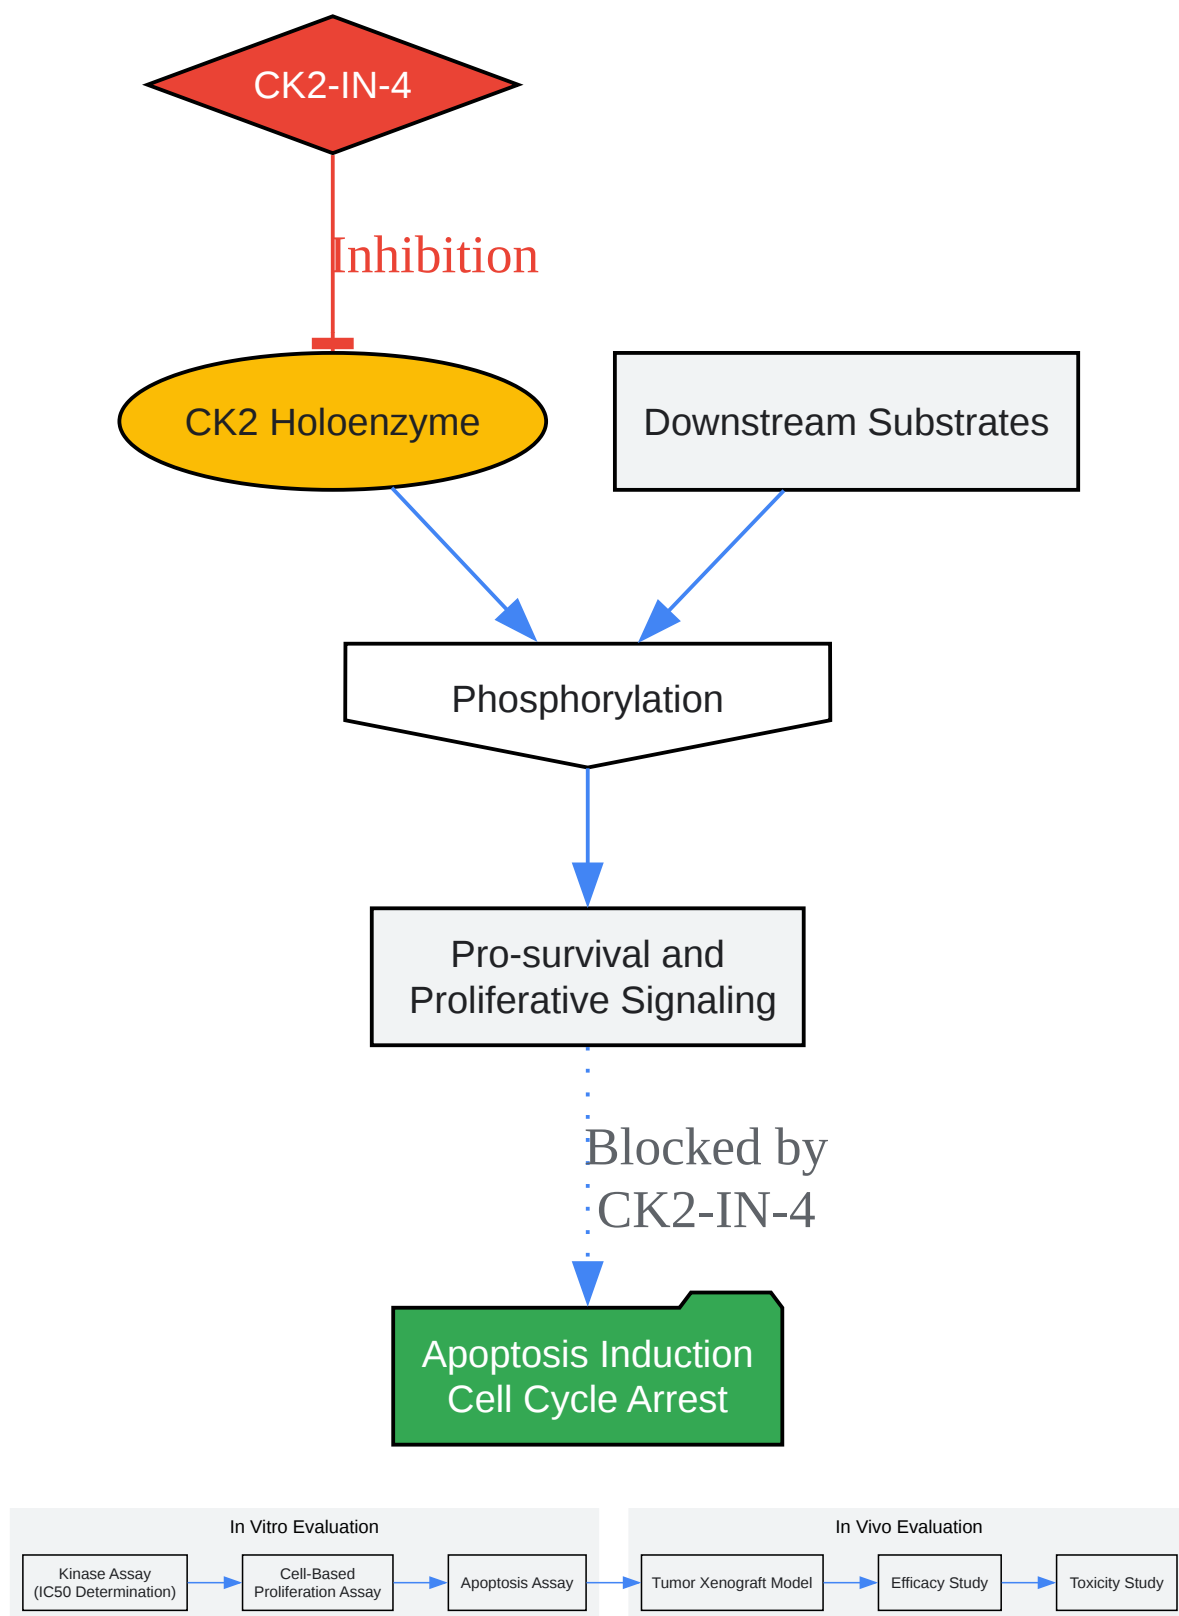 CK2-IN-4
Inhibition
CK2 Holoenzyme
Downstream Substrates
Phosphorylation
Pro-survival and
Proliferative Signaling
Blocked by
CK2-IN-4
Apoptosis Induction
Cell Cycle Arrest
In Vitro Evaluation
Kinase Assay
(IC50 Determination)
Cell-Based
Proliferation Assay
Apoptosis Assay
In Vivo Evaluation
Tumor Xenograft Model
Efficacy Study
Toxicity Study